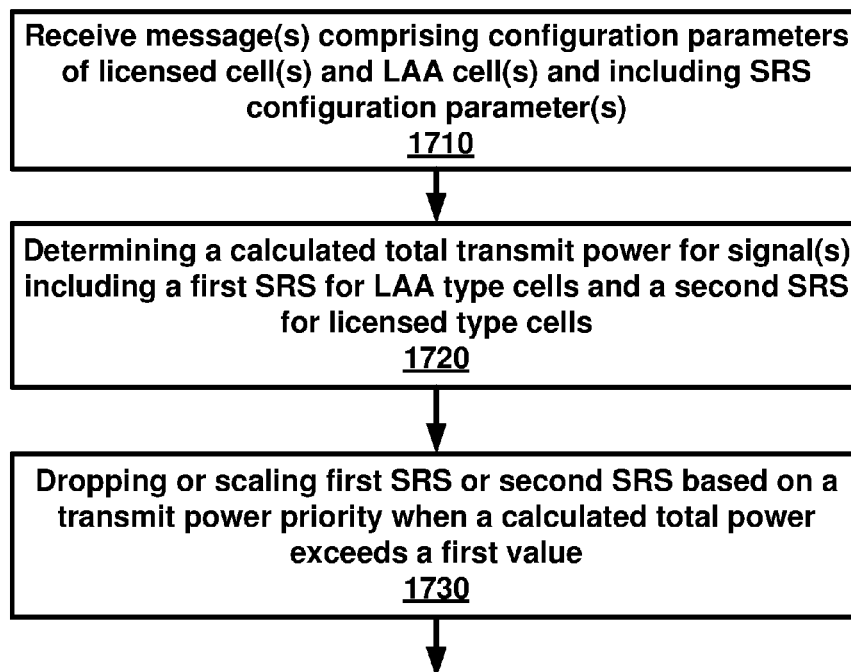 Receive message(s) comprising configuration parameters
of licensed cell(s) and LAA cell(s) and including SRS
configuration parameter(s)
1710
Determining a calculated total transmit power for signal(s)
including a first SRS for LAA type cells and a second SRS
for licensed type cells
1720
Dropping or scaling first SRS or second SRS based on a
transmit power priority when a calculated total power
exceeds a first value
1730